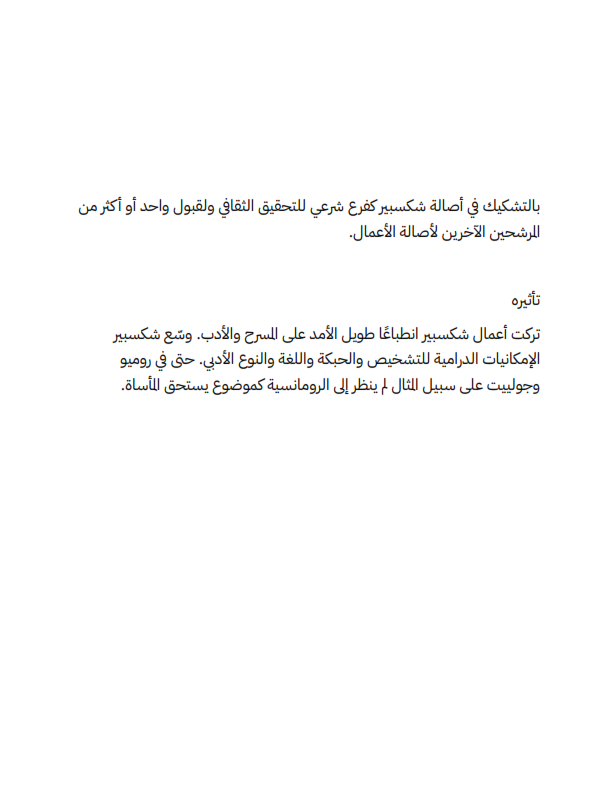 بالتشكيك في أصالة شكسبير كفرع شرعي للتحقيق الثقافي ولقبول واحد أو أكثر من
المرشحين الآخرين لأصالة الأعمال.
تأثيره
تركت أعمال شكسبير انطباعًا طويل الأمد على المسرح والأدب. وسّع شكسبير
الإمكانيات الدرامية للتشخيص والحبكة واللغة والنوع الأدبي. حتى في روميو
وجولييت على سبيل المثال لم ينظر إلى الرومانسية كموضوع يستحق المأساة.